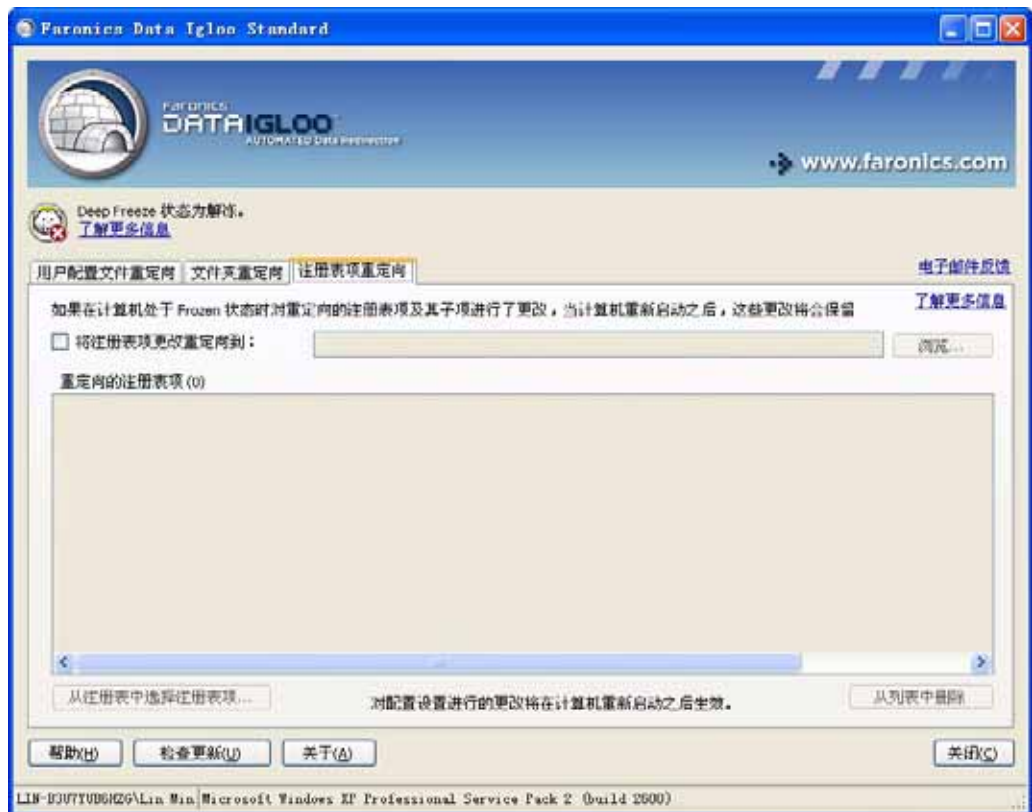 Faronics Data Igloo Standard
FARONICS
DATAIGLOO
AUTOMATED Data Redirection
www.faronics.com
Deep Freeze 状态为解冻。
了解更多信息
用户配置文件重定向 文件夹重定向 注册表项重定向
电子邮件反馈
如果在计算机处于 Frozen 状态时对重定向的注册表项及其子项进行了更改，当计算机重新启动之后，这些更改将会保留
了解更多信息
将注册表项更改重定向到：
浏览...
重定向的注册表项 (0)
从注册表中选择注册表项...
对配置设置进行的更改将在计算机重新启动之后生效。
从列表中删除
帮助(H) 检查更新(U) 关于(A) 关闭(C)
Lin Min Microsoft Windows XP Professional Service Pack 2 (build 2600)